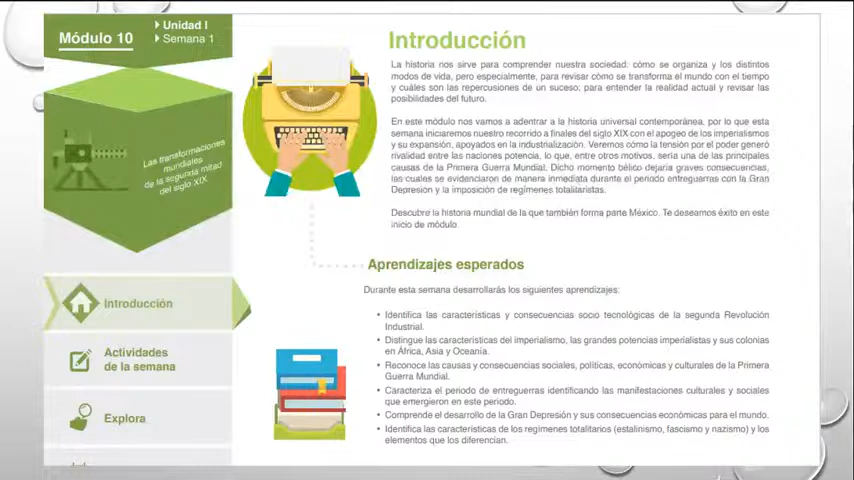 Módulo 10
Unidad I
Semana 1
Las transformaciones
mundiales
de la segunda mitad
del siglo XIX
Introducción
Actividades
de la semana
Explora
Introducción
La historia nos sirve para comprender nuestra sociedad: cómo se organiza y los distintos
modos de vida, pero especialmente, para revisar cómo se transforma el mundo con el tiempo
y cuáles son las repercusiones de un suceso; para entender la realidad actual y revisar las
posibilidades del futuro.
En este módulo nos vamos a adentrar a la historia universal contemporánea, por lo que esta
semana iniciaremos nuestro recorrido a finales del siglo XIX con el apogeo de los imperialismos
y su expansión, apoyados en la industrialización. Veremos cómo la tensión por el poder generó
rivalidad entre las naciones potencia, lo que, entre otros motivos, sería una de las principales
causas de la Primera Guerra Mundial. Dicho momento bélico dejaría graves consecuencias,
las cuales se evidenciaron de manera inmediata durante el periodo entreguerras con la Gran
Depresión y la imposición de regímenes totalitaristas.
Descubre la historia mundial de la que también forma parte México. Te deseamos éxito en este
inicio de módulo.
Aprendizajes esperados
Durante esta semana desarrollarás los siguientes aprendizajes:
• Identifica las características y consecuencias socio tecnológicas de la segunda Revolución
Industrial.
• Distingue las características del imperialismo, las grandes potencias imperialistas y sus colonias
en África, Asia y Oceanía.
• Reconoce las causas y consecuencias sociales, políticas, económicas y culturales de la Primera
Guerra Mundial.
• Caracteriza el periodo de entreguerras identificando las manifestaciones culturales y sociales
que emergieron en este periodo.
• Comprende el desarrollo de la Gran Depresión y sus consecuencias económicas para el mundo.
• Identifica las características de los regímenes totalitarios (estalinismo, fascismo y nazismo) y los
elementos que los diferencian.